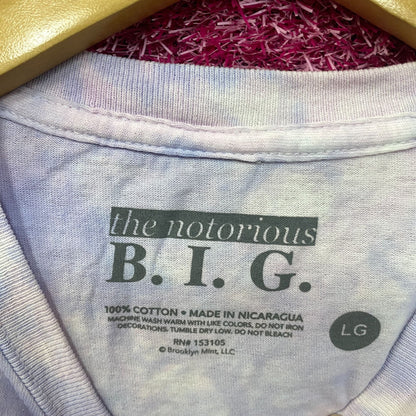 the notorious
B. I. G.
100% COTTON • MADE IN NICARAGUA
MACHINE WASH WARM WITH LIKE COLORS, DO NOT IRON
DECORATIONS. TUMBLE DRY LOW. DO NOT BLEACH
RN# 153105
© Brooklyn Mint, LLC
LG